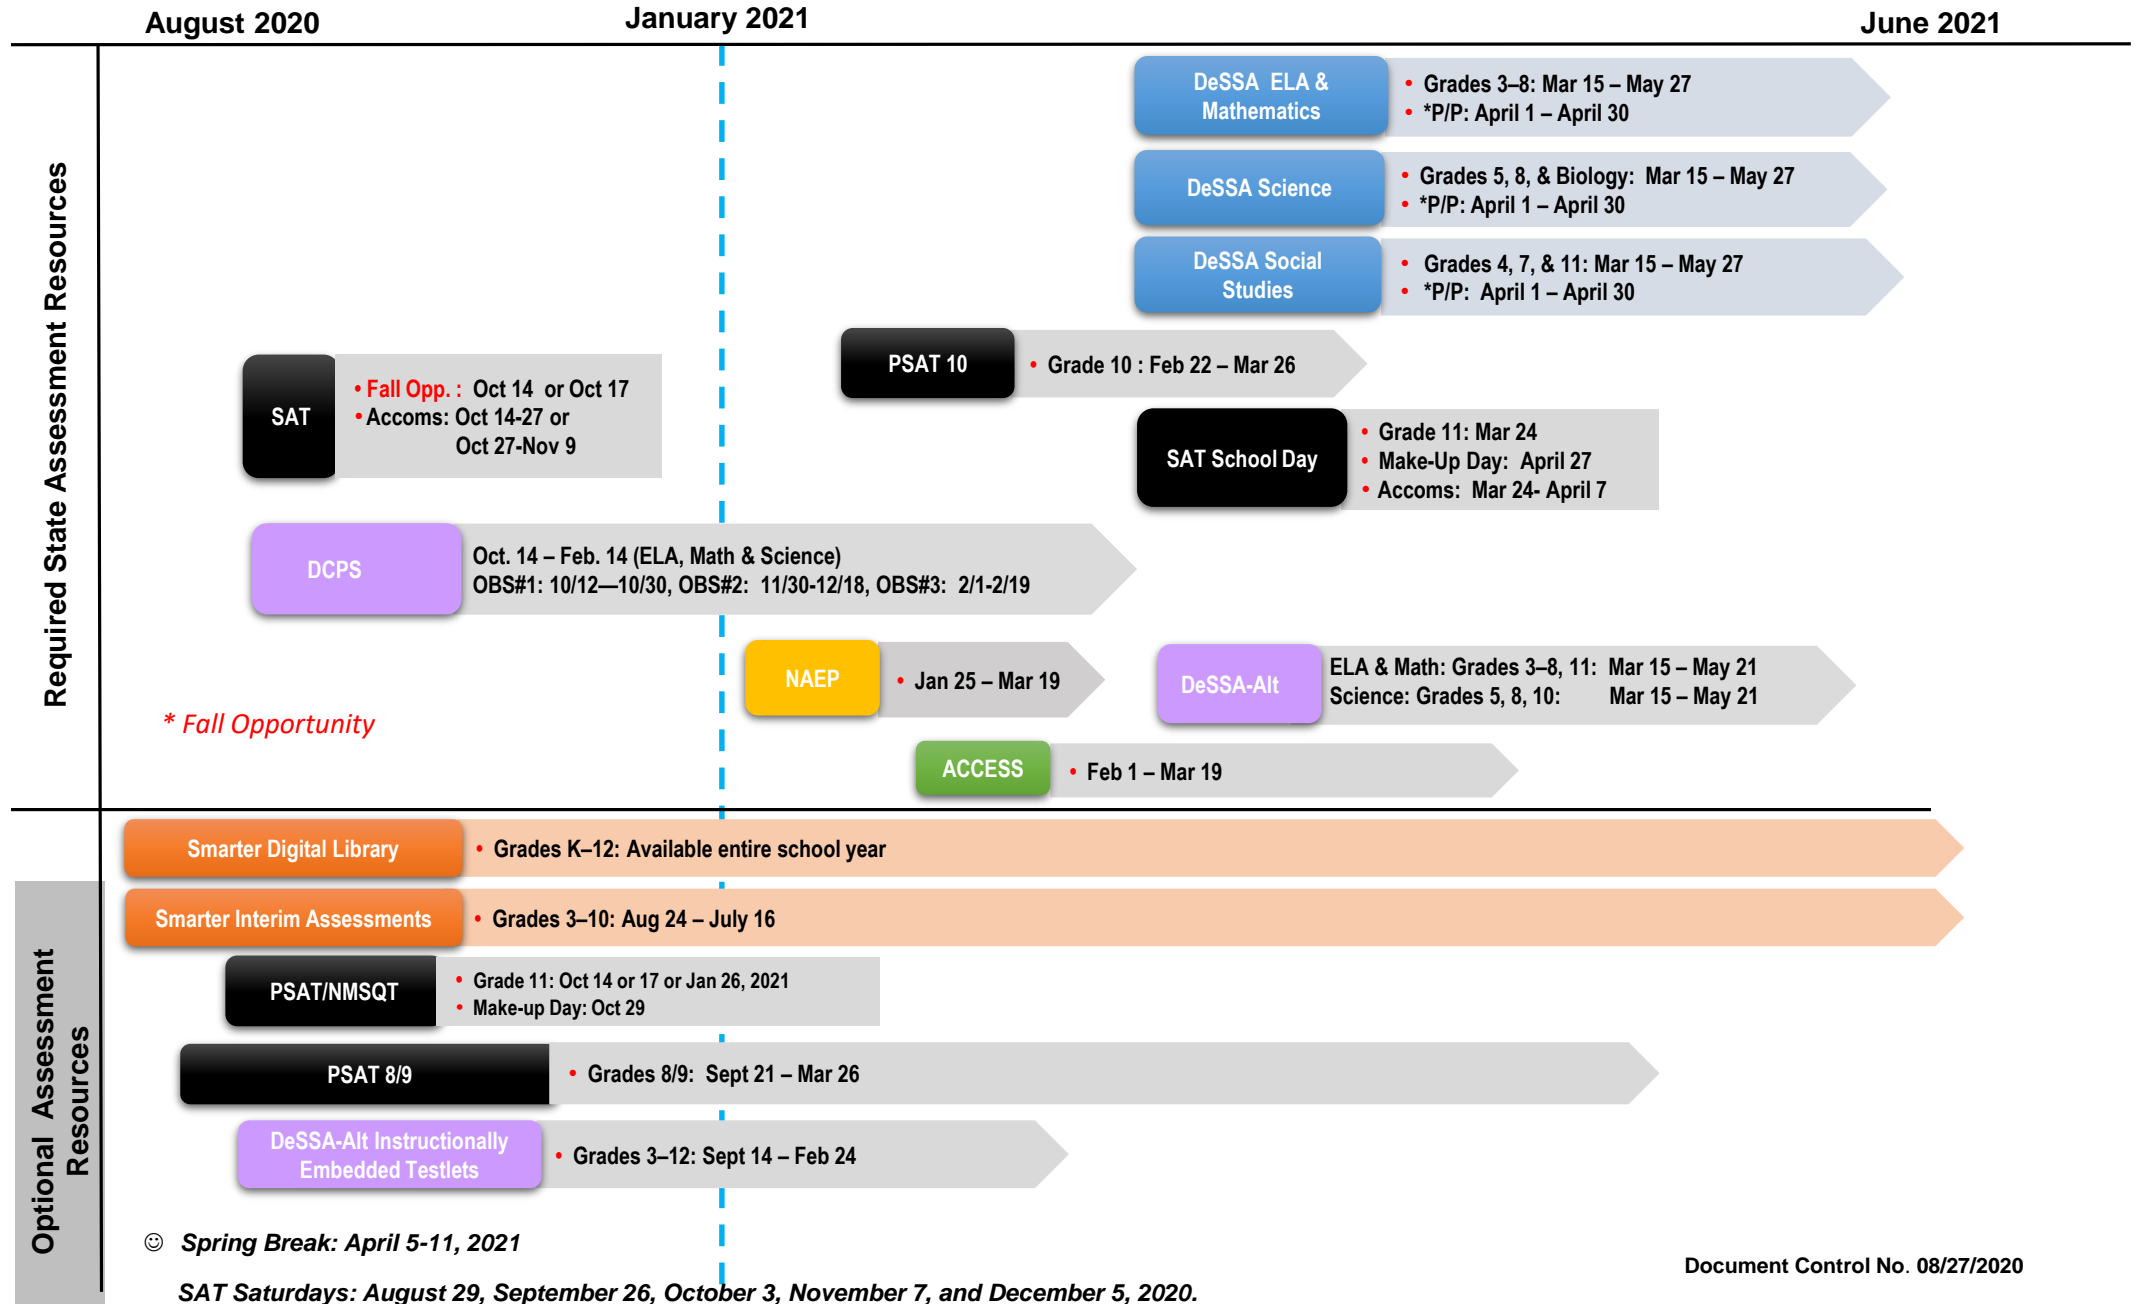 August 2020
January 2021
June 2021
Required State Assessment Resources
DeSSA ELA &
Mathematics
• Grades 3–8: Mar 15 – May 27
• *P/P: April 1 – April 30
DeSSA Science
• Grades 5, 8, & Biology: Mar 15 – May 27
• *P/P: April 1 – April 30
DeSSA Social
Studies
• Grades 4, 7, & 11: Mar 15 – May 27
• *P/P: April 1 – April 30
PSAT 10
• Grade 10 : Feb 22 – Mar 26
SAT
• Fall Opp. : Oct 14 or Oct 17
• Accoms: Oct 14-27 or
Oct 27-Nov 9
SAT School Day
• Grade 11: Mar 24
• Make-Up Day: April 27
• Accoms: Mar 24- April 7
DCPS
Oct. 14 – Feb. 14 (ELA, Math & Science)
OBS#1: 10/12—10/30, OBS#2: 11/30-12/18, OBS#3: 2/1-2/19
NAEP
• Jan 25 – Mar 19
DeSSA-Alt
ELA & Math: Grades 3–8, 11: Mar 15 – May 21
Science: Grades 5, 8, 10: Mar 15 – May 21
* Fall Opportunity
ACCESS
• Feb 1 – Mar 19
Optional Assessment
Resources
Smarter Digital Library
• Grades K–12: Available entire school year
Smarter Interim Assessments
• Grades 3–10: Aug 24 – July 16
PSAT/NMSQT
• Grade 11: Oct 14 or 17 or Jan 26, 2021
• Make-up Day: Oct 29
PSAT 8/9
• Grades 8/9: Sept 21 – Mar 26
DeSSA-Alt Instructionally
Embedded Testlets
• Grades 3–12: Sept 14 – Feb 24
☺ Spring Break: April 5-11, 2021
Document Control No. 08/27/2020
SAT Saturdays: August 29, September 26, October 3, November 7, and December 5, 2020.